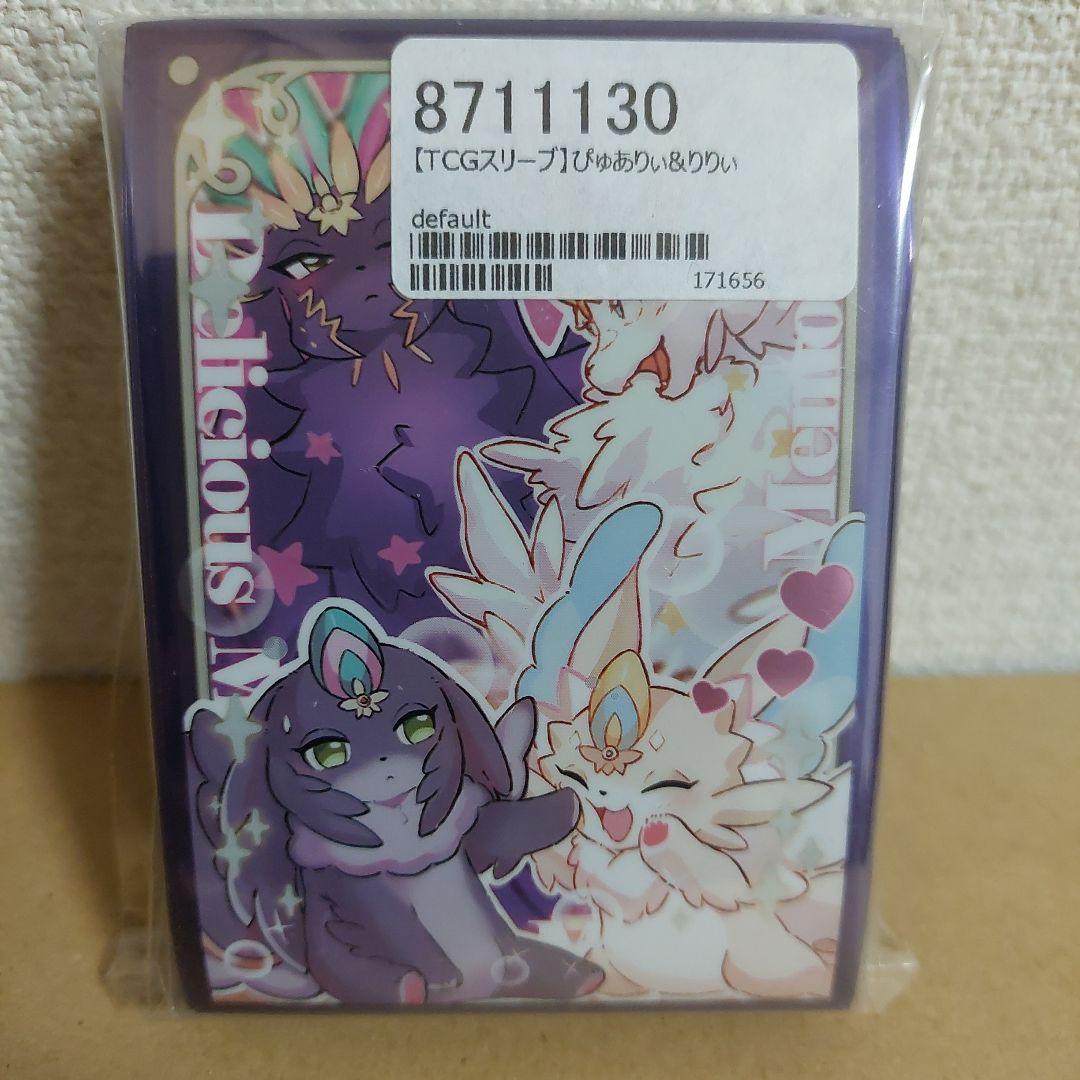 8711130
【TCGスリーブ】ぴゅありぃ&りりぃ
default
171656
Delicious M
Memo